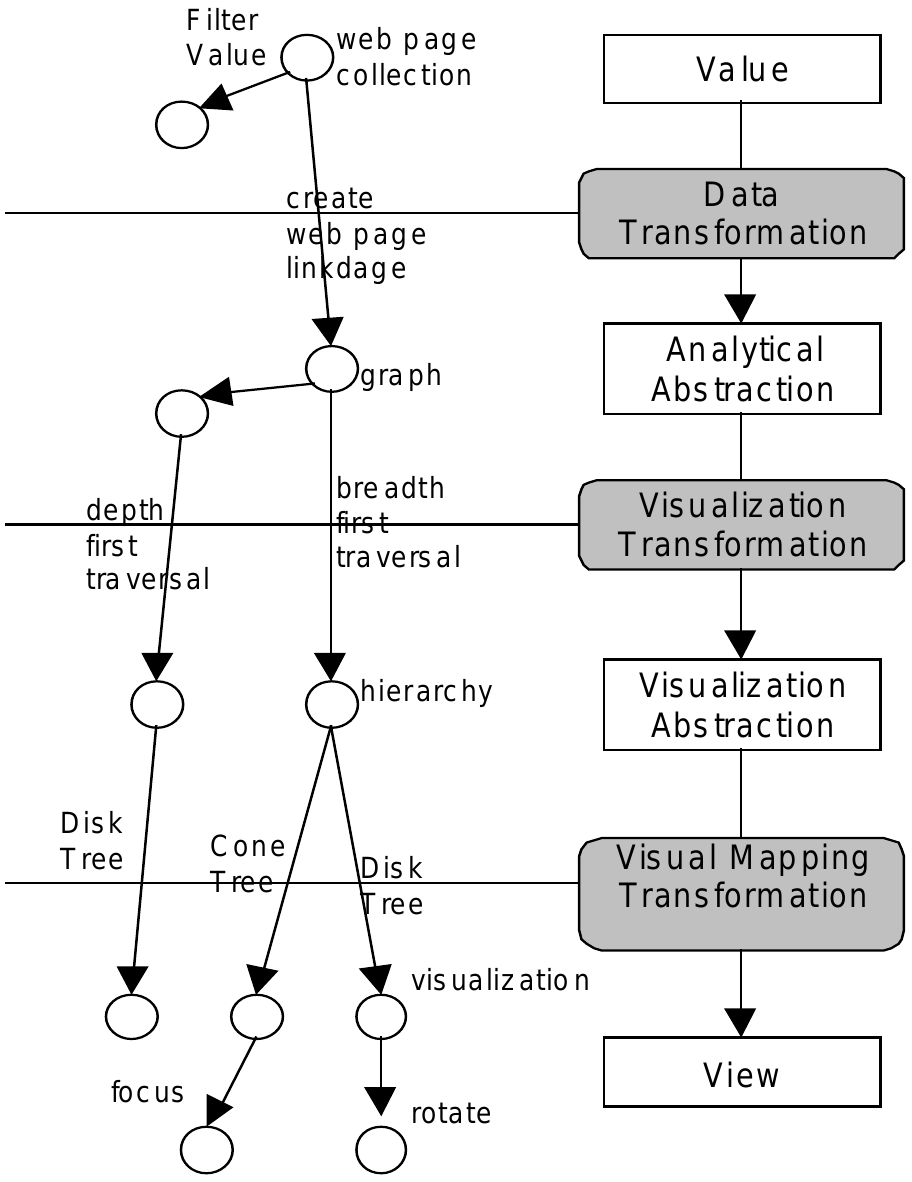 Filter
Value
web page
collection
Value
Data
Transformation
create
web page
linkdage
Analytical
Abstraction
graph
Visualization
Transformation
depth
first
traversal
breadth
first
traversal
Visualization
Abstraction
hierarchy
Disk
Tree
Cone
Tree
Disk
Tree
Visual Mapping
Transformation
visualization
View
focus
rotate